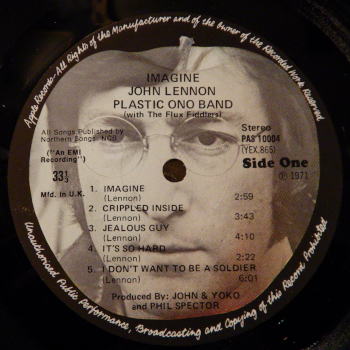 Apple Records-All Rights of the Manufacturer and of the Owner of the Recorded Work Reserved
IMAGINE
JOHN LENNON
PLASTIC ONO BAND
(with The Flux Fiddlers)
All Songs Published by
Northern Songs. NCB
("An EMI
Recording")
33⅓
Mfd. in U.K.
Stereo
PAS 10004
(YEX.865)
Side One
℗ 1971
1. IMAGINE
(Lennon) 2:59
2. CRIPPLED INSIDE
(Lennon) 3:43
3. JEALOUS GUY
(Lennon) 4:10
4. IT'S SO HARD
(Lennon) 2:22
5. I DON'T WANT TO BE A SOLDIER
(Lennon) 6:01
Produced By: JOHN & YOKO
and PHIL SPECTOR
Unauthorised Public Performance, Broadcasting and Copying of this Record Prohibited